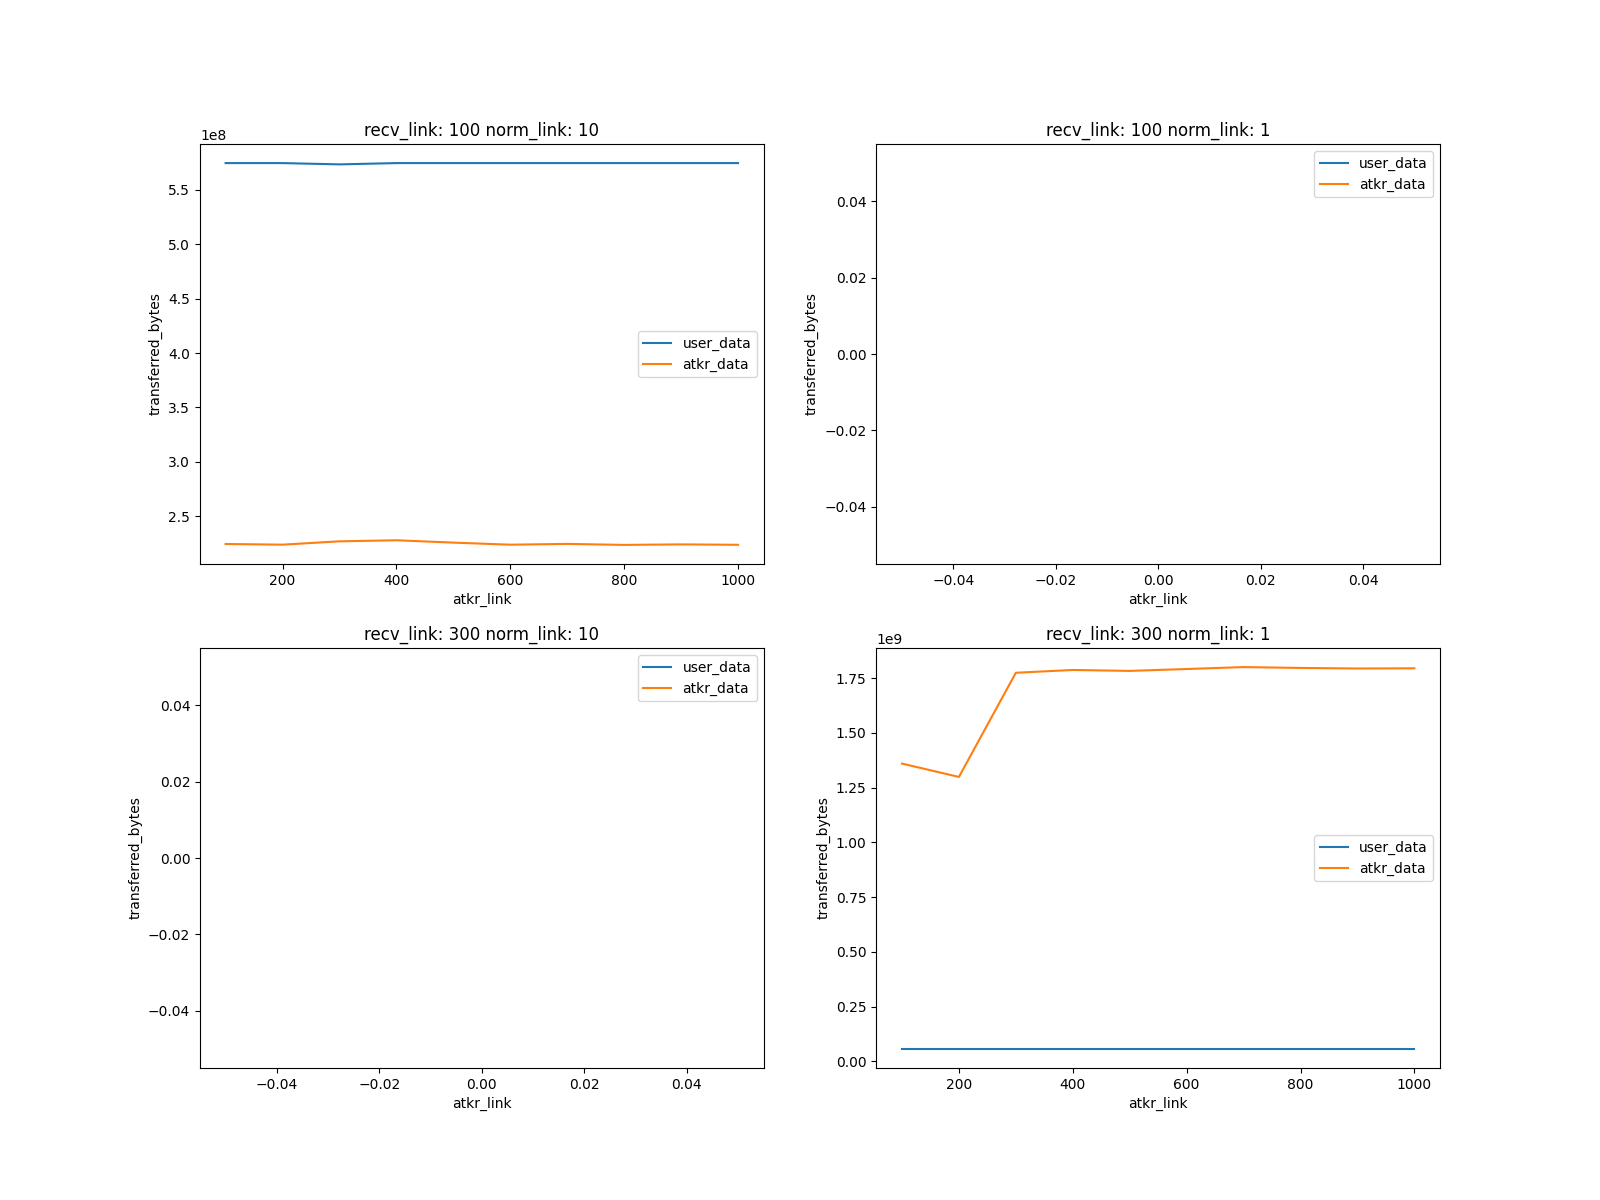 recv_link: 100 norm_link: 10
1e8
5.5
5.0
4.5
4.0
3.5
3.0
2.5
transferred_bytes
user_data
atkr_data
200 400 600 800 1000
atkr_link
recv_link: 100 norm_link: 1
0.04
0.02
0.00
−0.02
−0.04
transferred_bytes
user_data
atkr_data
−0.04 −0.02 0.00 0.02 0.04
atkr_link
recv_link: 300 norm_link: 10
0.04
0.02
0.00
−0.02
−0.04
transferred_bytes
user_data
atkr_data
−0.04 −0.02 0.00 0.02 0.04
atkr_link
recv_link: 300 norm_link: 1
1e9
1.75
1.50
1.25
1.00
0.75
0.50
0.25
0.00
transferred_bytes
user_data
atkr_data
200 400 600 800 1000
atkr_link